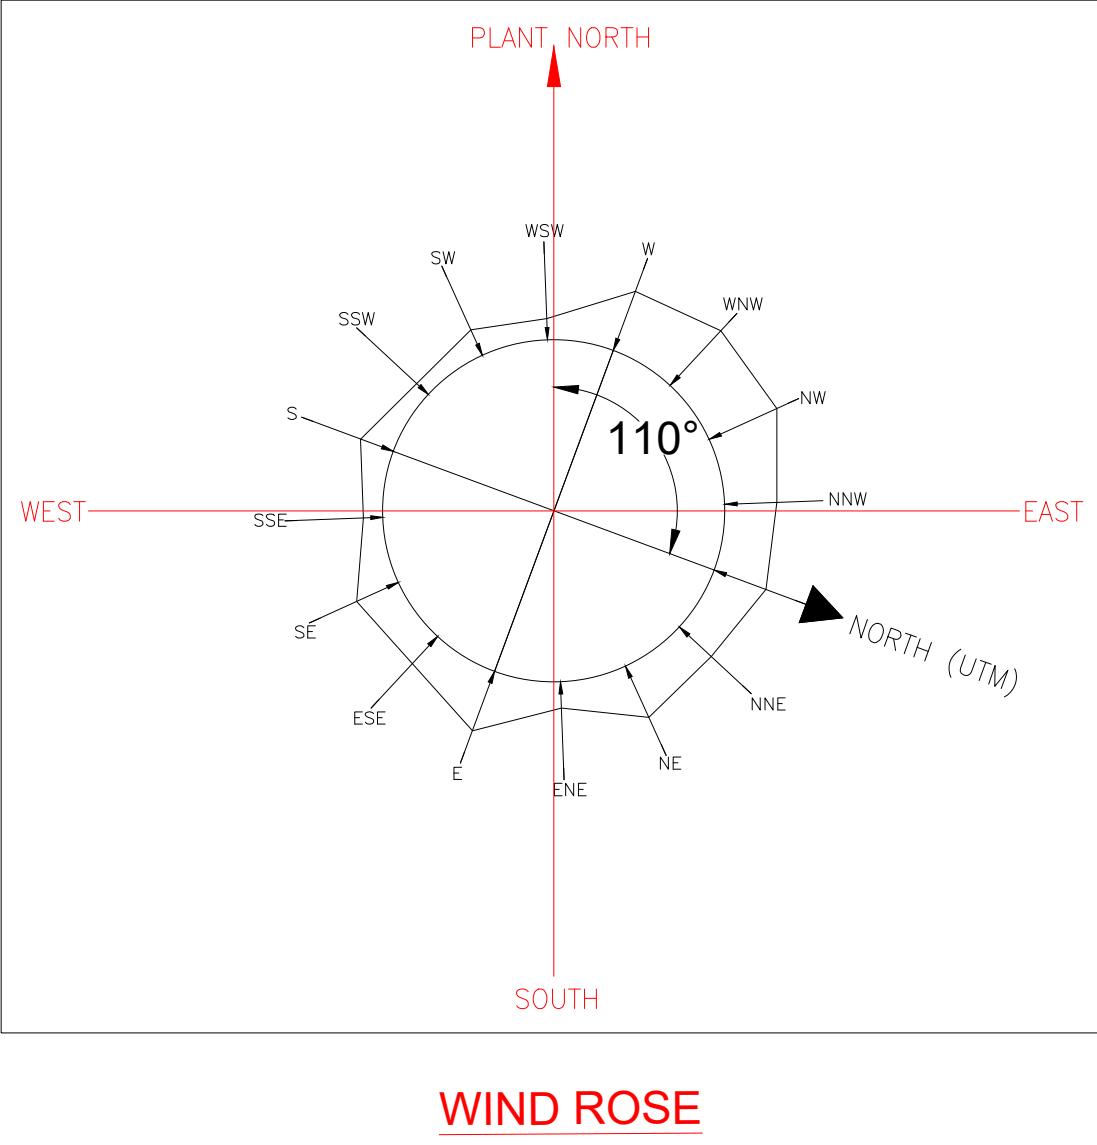 PLANT NORTH
WSW
W
SW
WNW
SSW
NW
S
110°
NNW
WEST
EAST
SSE
NORTH (UTM)
SE
NNE
ESE
NE
E
ENE
SOUTH
WIND ROSE